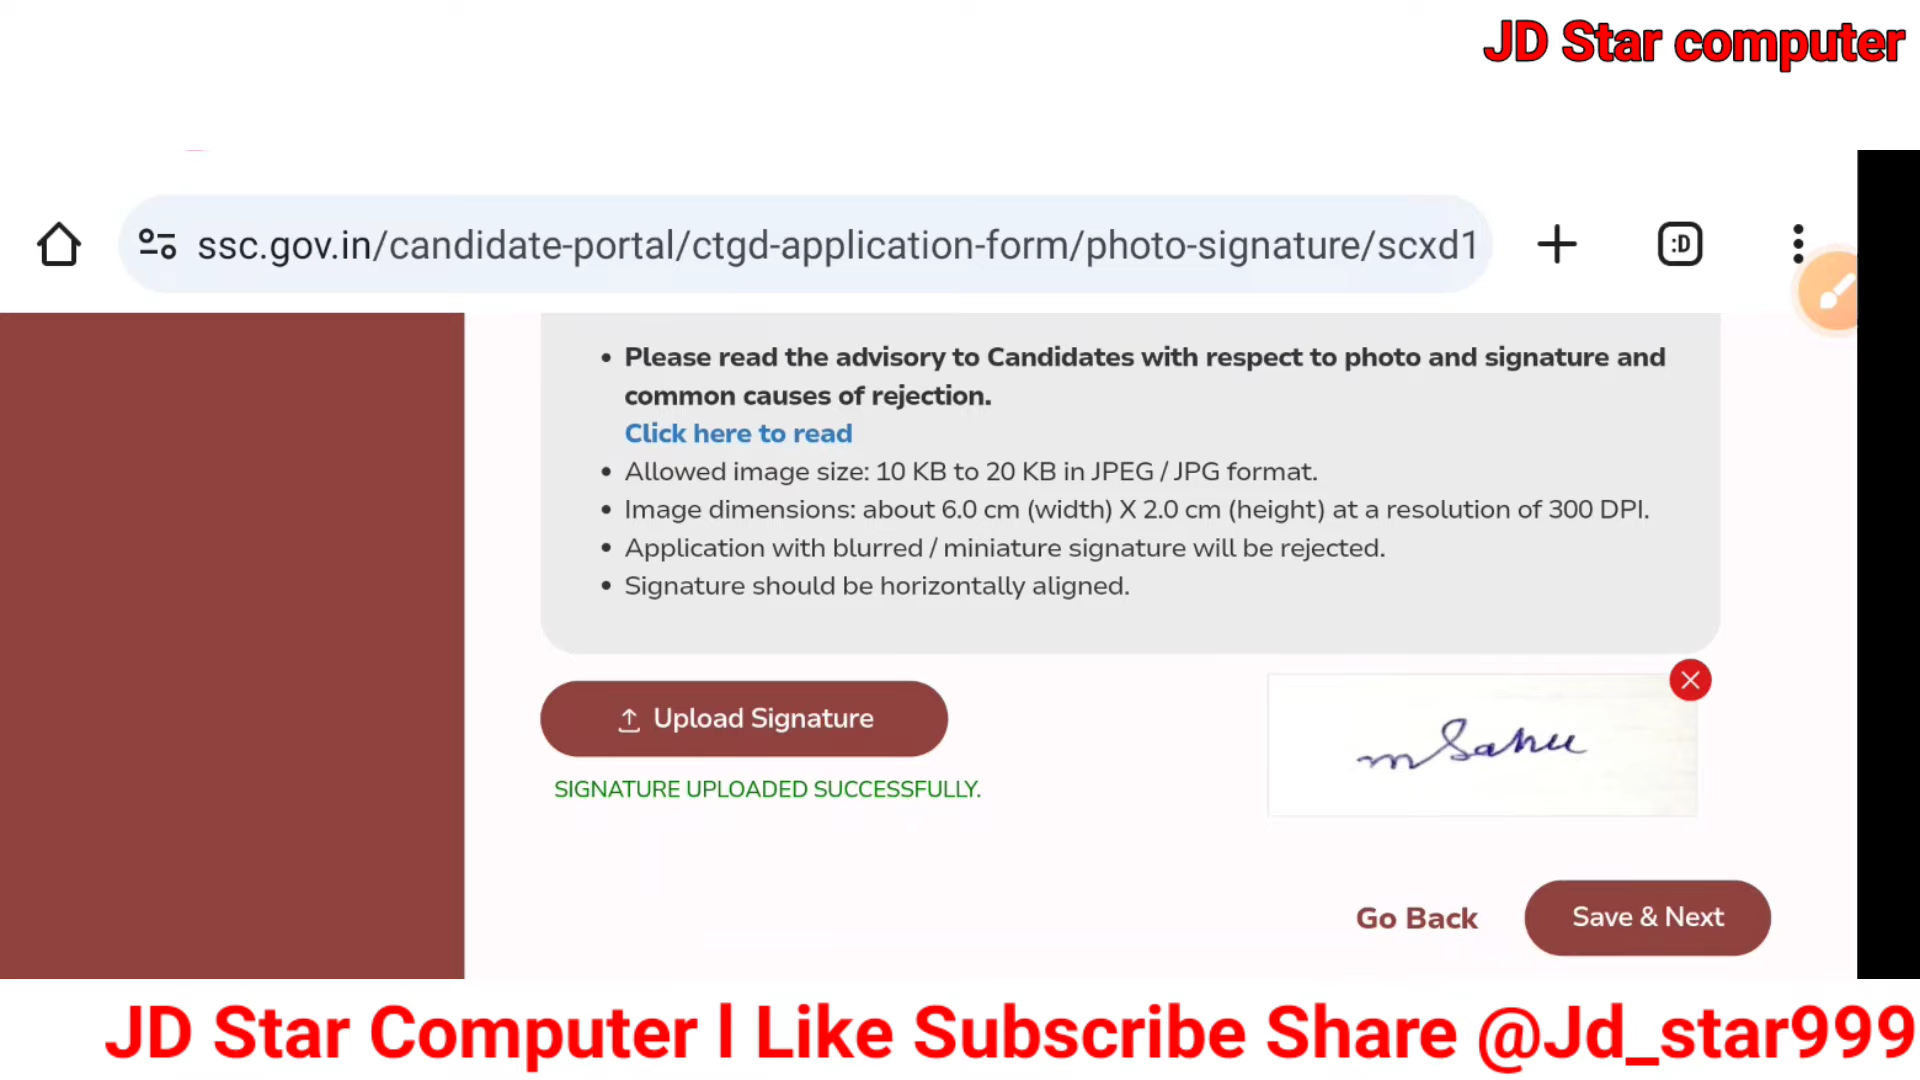 JD Star computer
ssc.gov.in/candidate-portal/ctgd-application-form/photo-signature/scxd1
:D
• Please read the advisory to Candidates with respect to photo and signature and
common causes of rejection.
Click here to read
• Allowed image size: 10 KB to 20 KB in JPEG / JPG format.
• Image dimensions: about 6.0 cm (width) X 2.0 cm (height) at a resolution of 300 DPI.
• Application with blurred / miniature signature will be rejected.
• Signature should be horizontally aligned.
Upload Signature
m Sahu
SIGNATURE UPLOADED SUCCESSFULLY.
Go Back Save & Next
JD Star Computer l Like Subscribe Share @Jd_star999